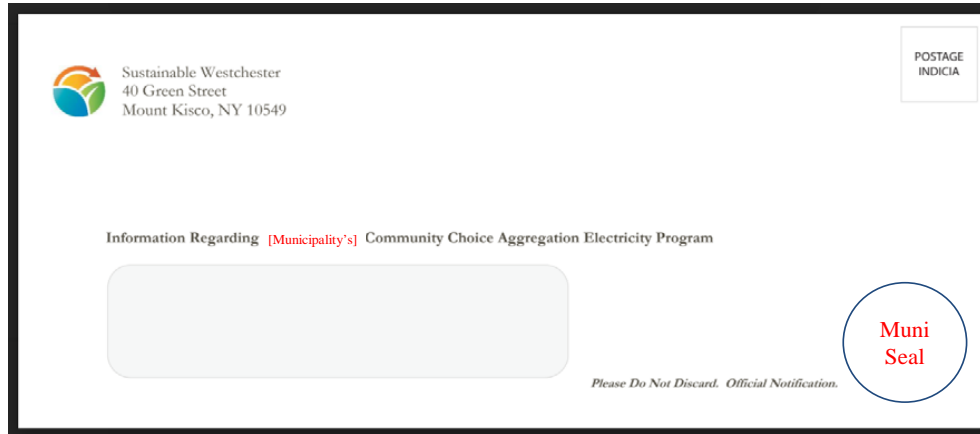 Sustainable Westchester
40 Green Street
Mount Kisco, NY 10549
POSTAGE
INDICIA
Information Regarding [Municipality's] Community Choice Aggregation Electricity Program
Muni
Seal
Please Do Not Discard. Official Notification.